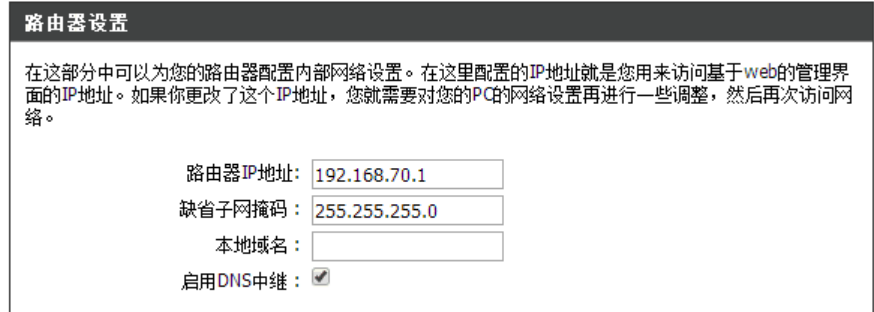 路由器设置
在这部分中可以为您的路由器配置内部网络设置。在这里配置的IP地址就是您用来访问基于web的管理界
面的IP地址。如果你更改了这个IP地址，您就需要对您的PC的网络设置再进行一些调整，然后再次访问网
络。
路由器IP地址: 192.168.70.1
缺省子网掩码： 255.255.255.0
本地域名：
启用DNS中继：